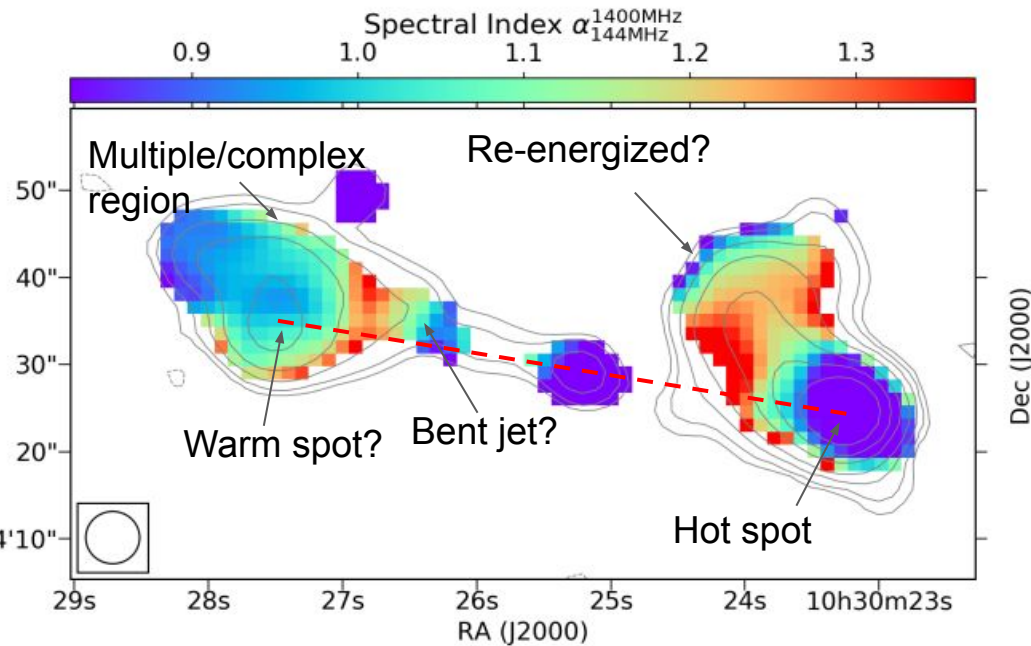 Spectral Index α 1400MHz 144MHz
0.9 1.0 1.1 1.2 1.3
Multiple/complex
region
Re-energized?
50"
40"
30"
20"
4'10"
Warm spot?
Bent jet?
Hot spot
Dec (J2000)
29s 28s 27s 26s 25s 24s 10h30m23s
RA (J2000)